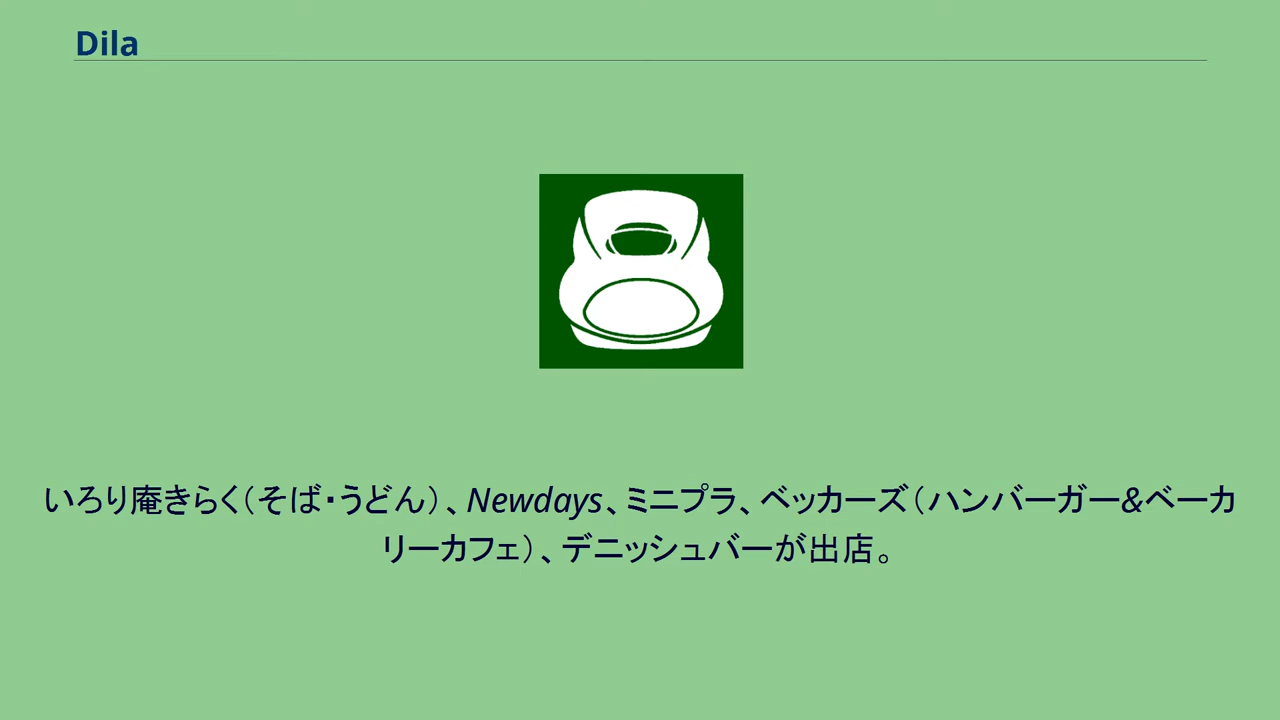 Dila
いろり庵きらく（そば・うどん）、Newdays、ミニプラ、ベッカーズ（ハンバーガー&ベーカ
リーカフェ）、デニッシュバーが出店。